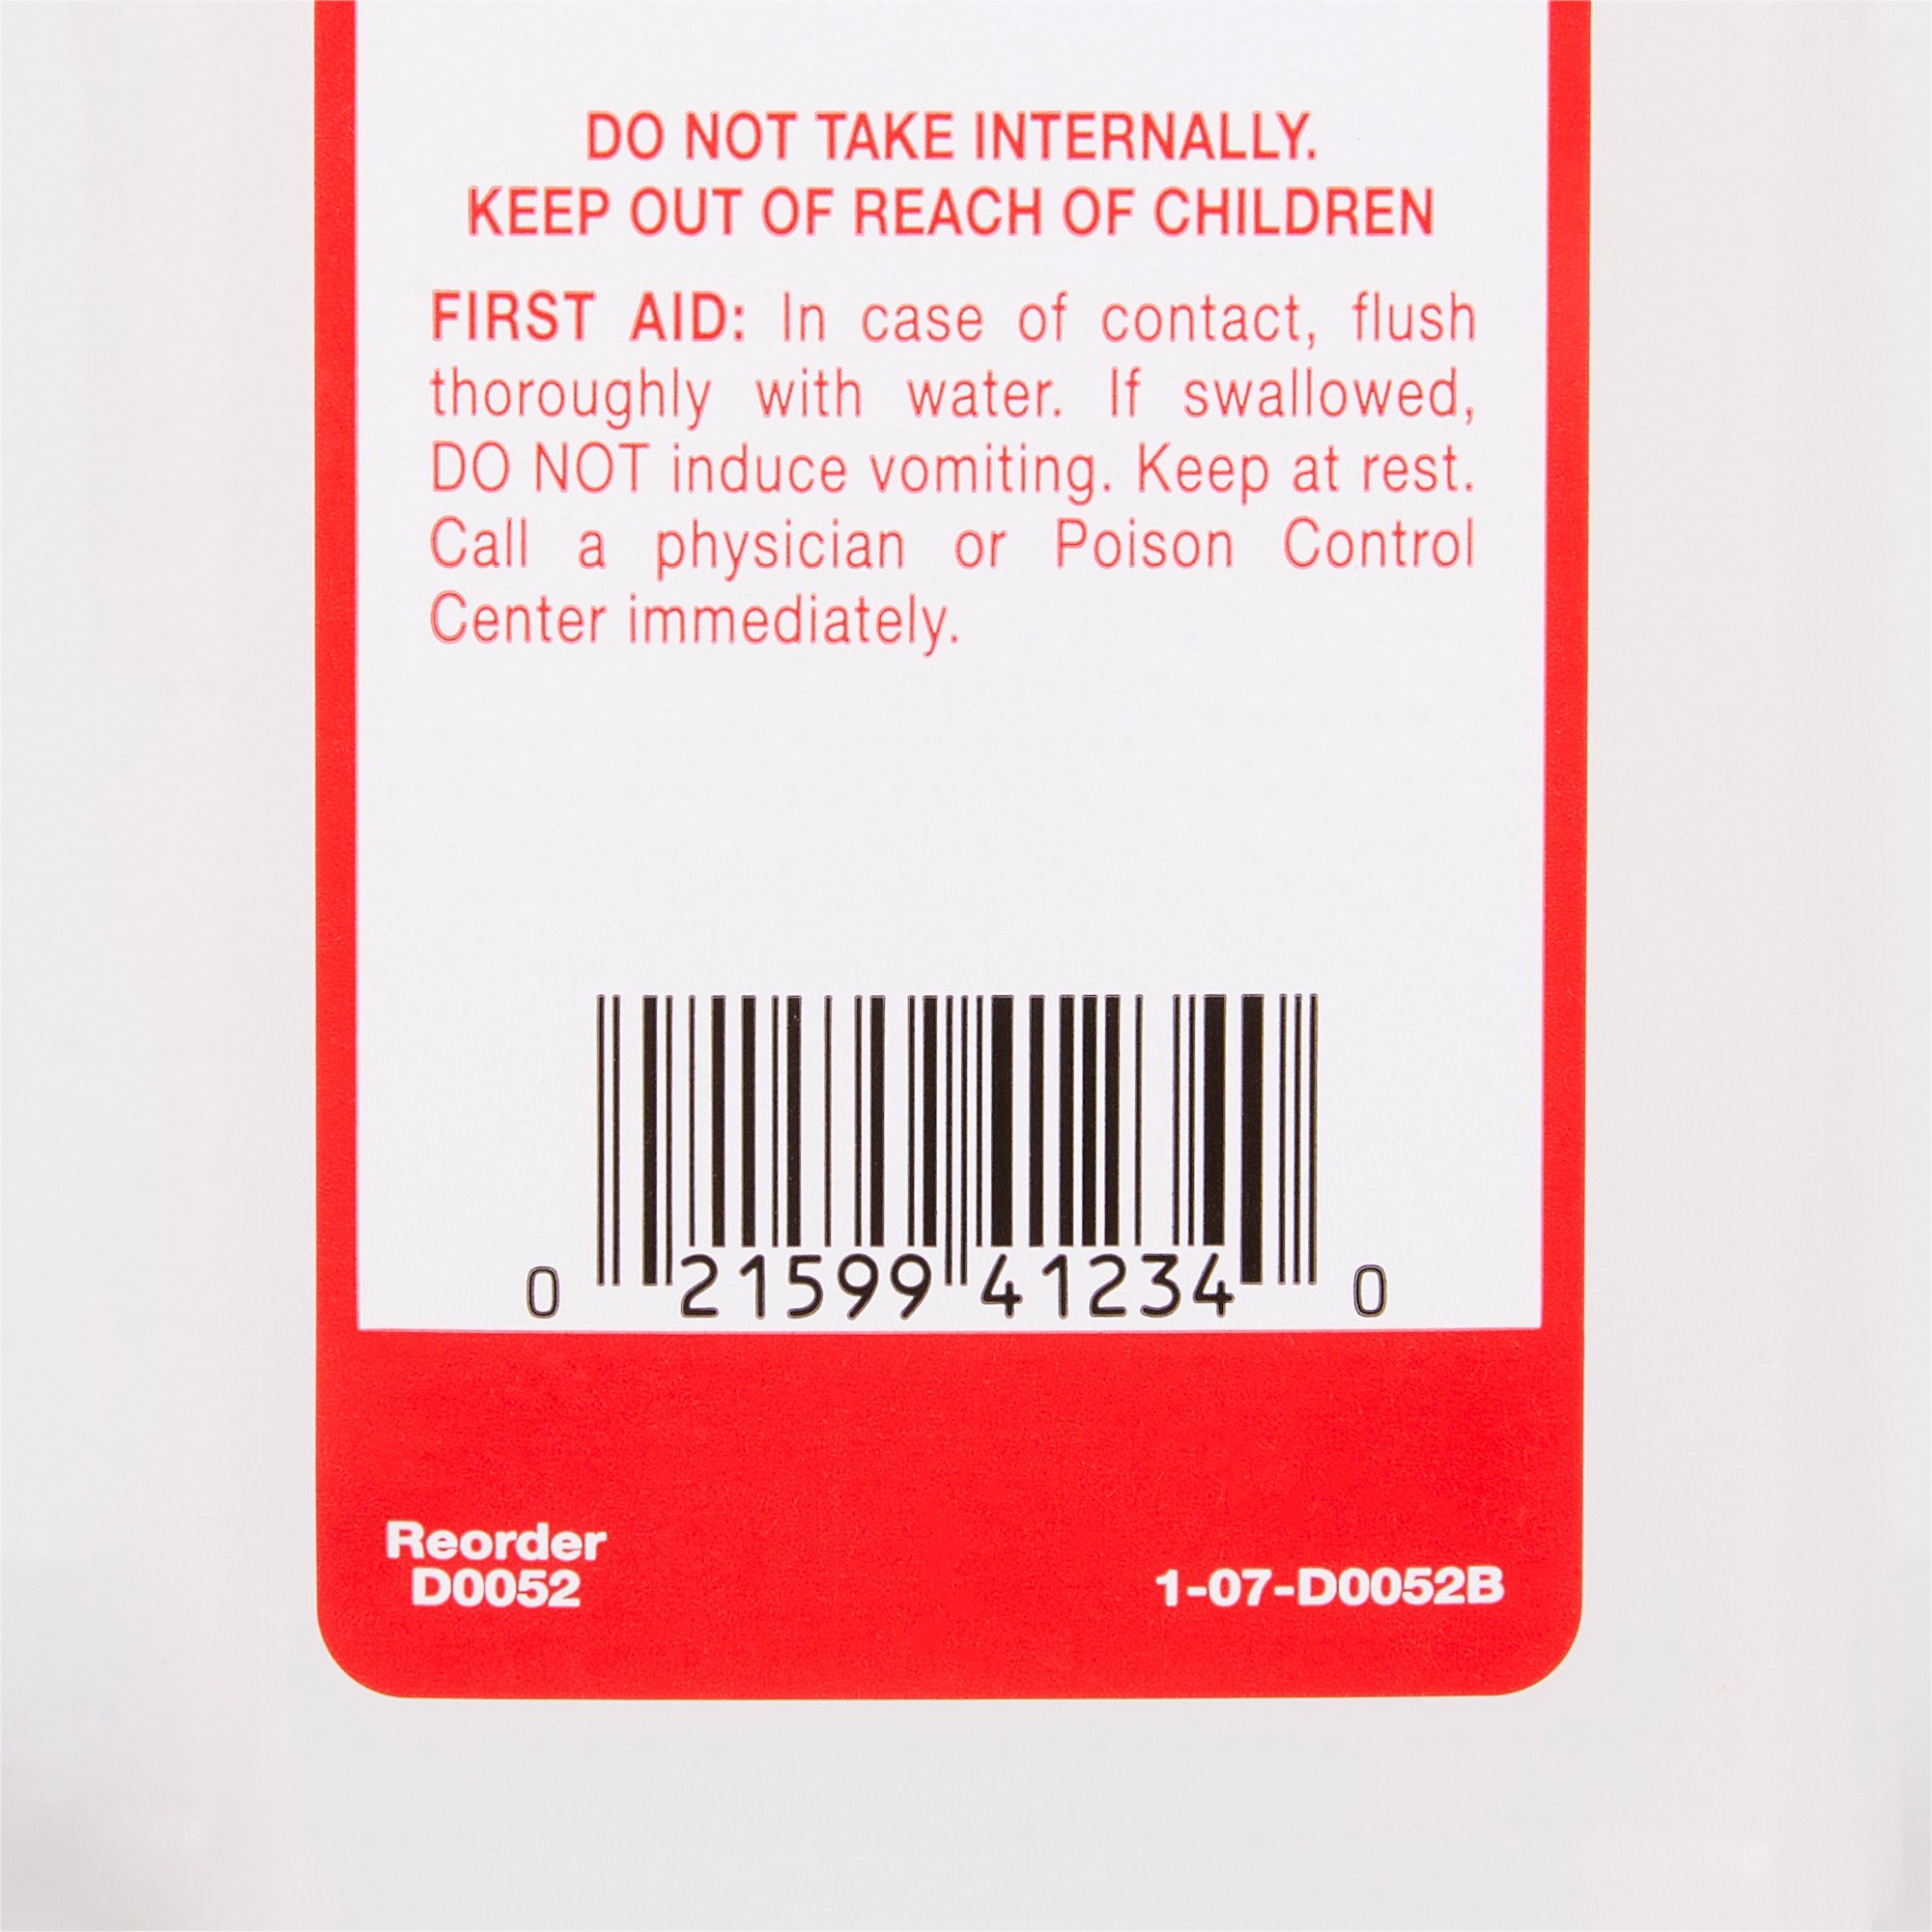 DO NOT TAKE INTERNALLY.
KEEP OUT OF REACH OF CHILDREN
FIRST AID: In case of contact, flush
thoroughly with water. If swallowed,
DO NOT induce vomiting. Keep at rest.
Call a physician or Poison Control
Center immediately.
0 21599 41234 0
Reorder
D0052
1-07-D0052B